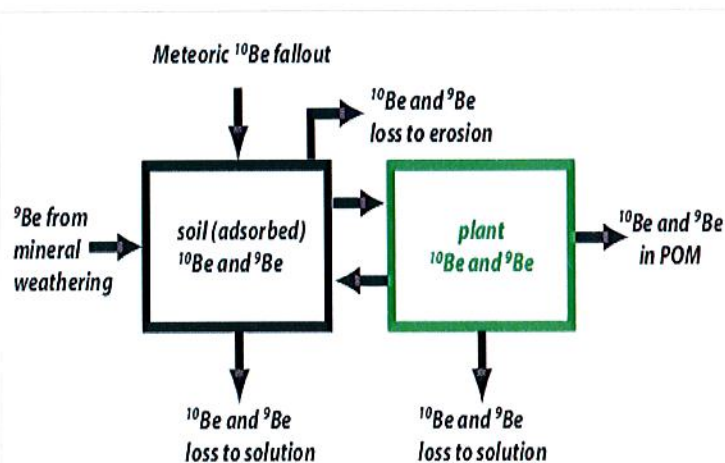 Meteoric ¹⁰Be fallout
¹⁰Be and ⁹Be
loss to erosion
⁹Be from
mineral
weathering
soil (adsorbed)
¹⁰Be and ⁹Be
plant
¹⁰Be and ⁹Be
¹⁰Be and ⁹Be
in POM
¹⁰Be and ⁹Be
loss to solution
¹⁰Be and ⁹Be
loss to solution